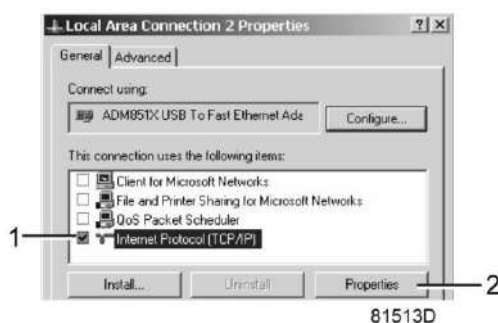 Local Area Connection 2 Properties
General Advanced
Connect using:
ADM851X USB To Fast Ethernet Ada
Configure...
This connection uses the following items:
Client for Microsoft Networks
File and Printer Sharing for Microsoft Networks
QoS Packet Scheduler
1 Internet Protocol (TCP/IP)
Install... Uninstall Properties 2
81513D